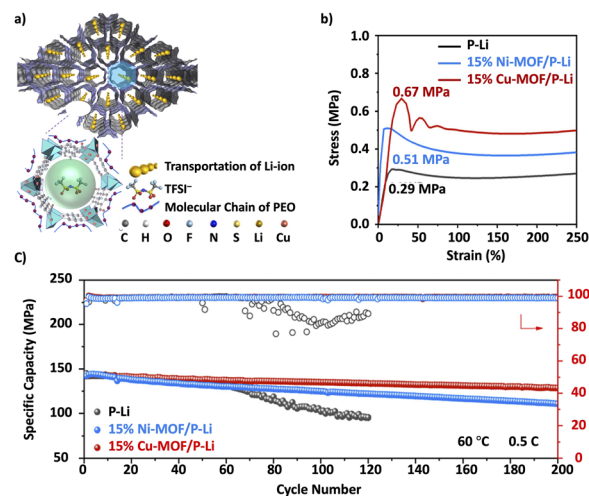 a)
Transportation of Li-ion
TFSI⁻
Molecular Chain of PEO
C H O F N S Li Cu
b)
P-Li
15% Ni-MOF/P-Li
15% Cu-MOF/P-Li
Stress (MPa)
1.0
0.8
0.6
0.4
0.2
0.0
0.67 MPa
0.51 MPa
0.29 MPa
0 50 100 150 200 250
Strain (%)
C)
Specific Capacity (MPa)
250
200
150
100
50
100
80
60
40
20
0
P-Li
15% Ni-MOF/P-Li
15% Cu-MOF/P-Li
60 °C 0.5 C
0 20 40 60 80 100 120 140 160 180 200
Cycle Number